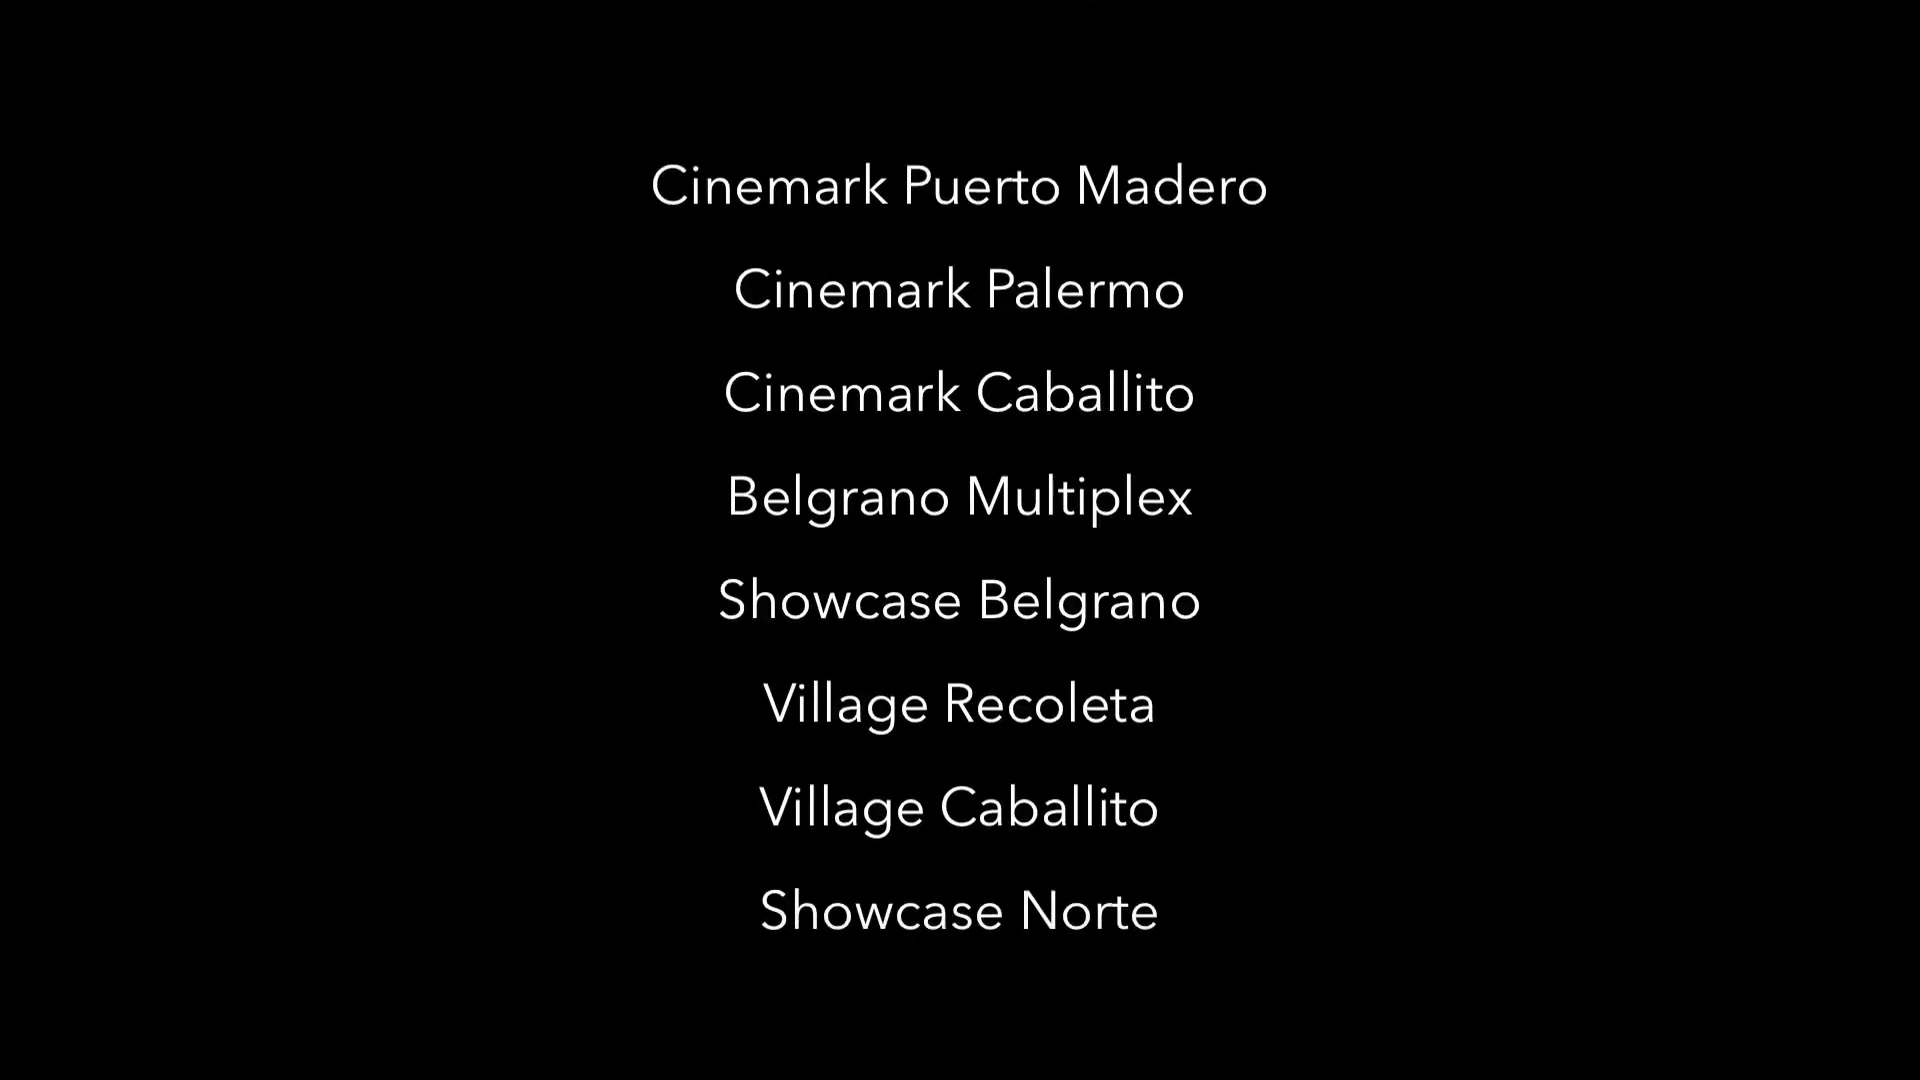 Cinemark Puerto Madero
Cinemark Palermo
Cinemark Caballito
Belgrano Multiplex
Showcase Belgrano
Village Recoleta
Village Caballito
Showcase Norte